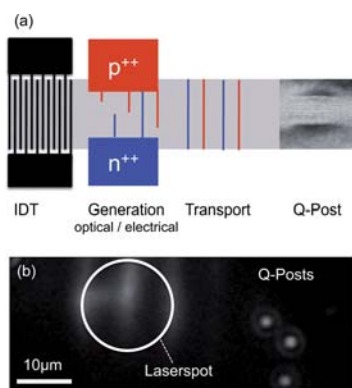 (a)
p++
n++
IDT Generation Transport Q-Post
optical / electrical
(b)
Q-Posts
Laserspot
10µm